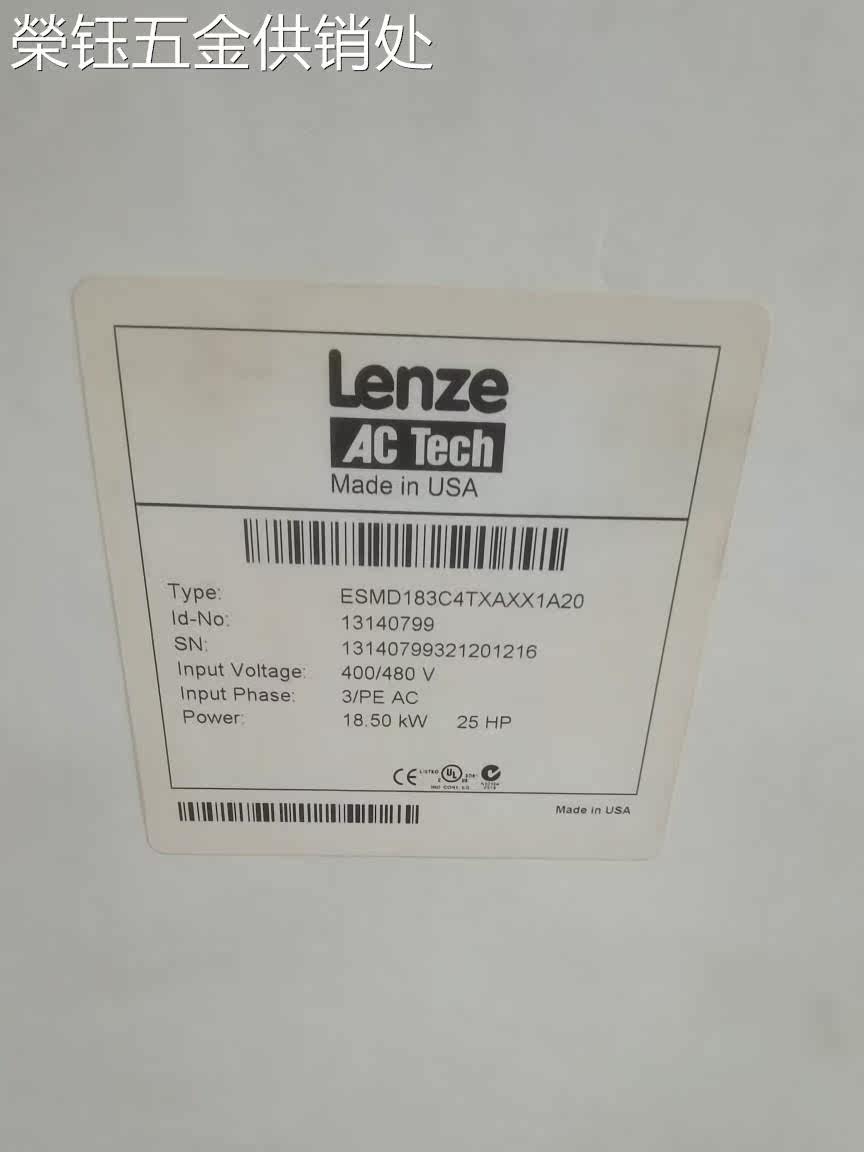 榮钰五金供销处
Lenze
AC Tech
Made in USA
Type: ESMD183C4TXAXX1A20
Id-No: 13140799
SN: 13140799321201216
Input Voltage: 400/480 V
Input Phase: 3/PE AC
Power: 18.50 kW 25 HP
CE LISTED UL
Made in USA